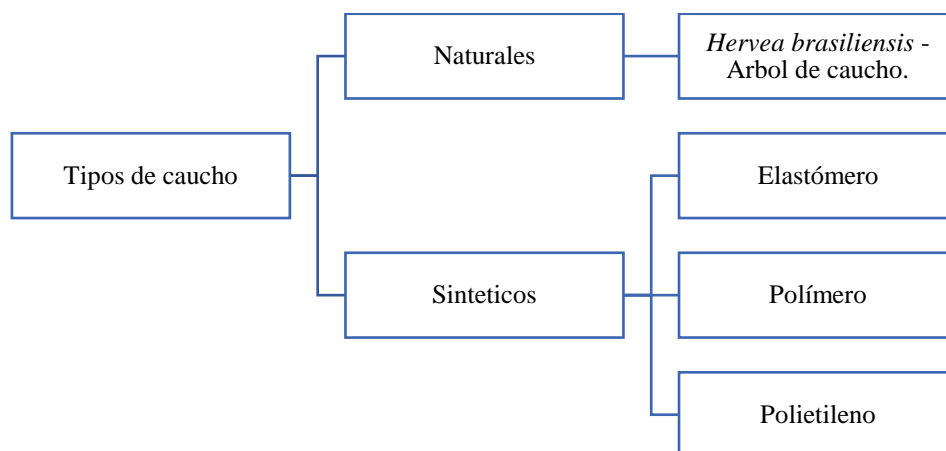 Tipos de caucho
Naturales
Hervea brasiliensis -
Arbol de caucho.
Sinteticos
Elastómero
Polímero
Polietileno